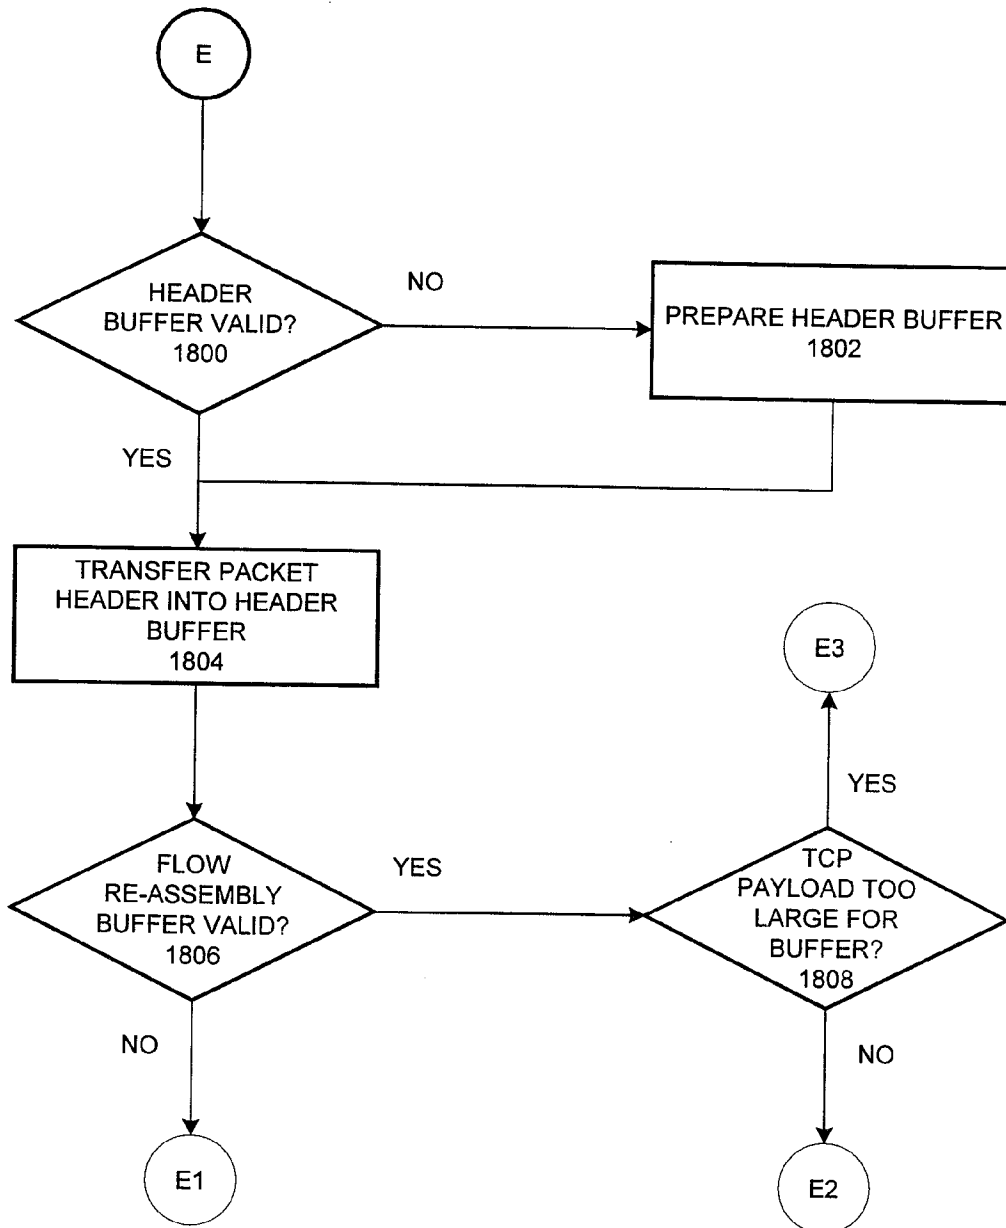 E
HEADER
BUFFER VALID?
1800
NO
PREPARE HEADER BUFFER
1802
YES
TRANSFER PACKET
HEADER INTO HEADER
BUFFER
1804
E3
YES
FLOW
RE-ASSEMBLY
BUFFER VALID?
1806
YES
TCP
PAYLOAD TOO
LARGE FOR
BUFFER?
1808
NO
NO
E1
E2